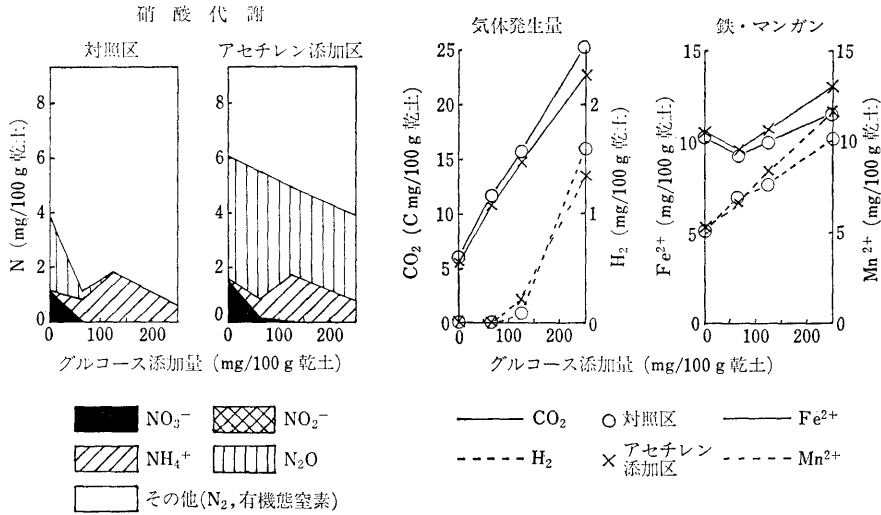 硝酸代謝
対照区
アセチレン添加区
N (mg/100 g 乾土)
8
6
4
2
0
8
6
4
2
0
0 100 200
0 100 200
グルコース添加量 (mg/100 g 乾土)
NO₃⁻
NO₂⁻
NH₄⁺
N₂O
その他(N₂,有機態窒素)
気体発生量
CO₂ (C mg/100 g 乾土)
25
20
15
10
5
0
2
1
0
H₂ (mg/100 g 乾土)
0 100 200
鉄・マンガン
Fe²⁺ (mg/100 g 乾土)
15
10
5
0
15
10
5
0
Mn²⁺ (mg/100 g 乾土)
0 100 200
グルコース添加量 (mg/100 g 乾土)
CO₂
対照区
Fe²⁺
H₂
アセチレン
添加区
Mn²⁺